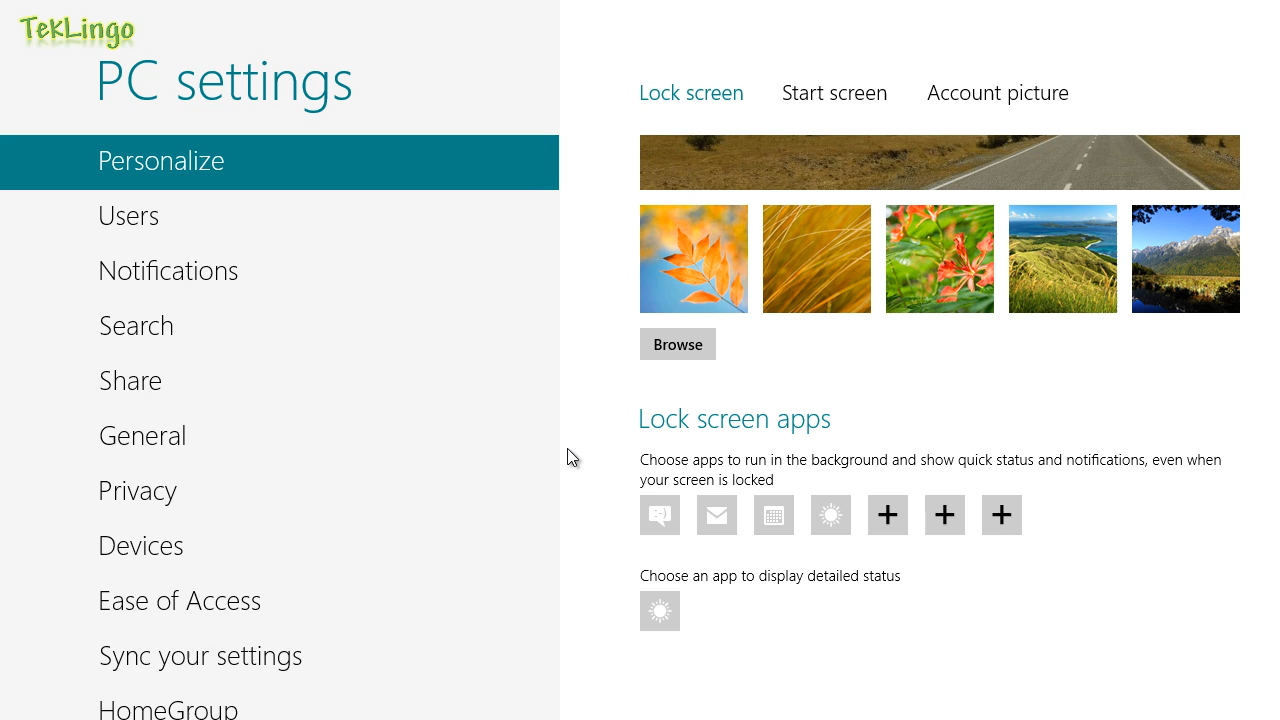 TekLingo
PC settings
Personalize
Users
Notifications
Search
Share
General
Privacy
Devices
Ease of Access
Sync your settings
HomeGroup
Lock screen
Start screen
Account picture
Browse
Lock screen apps
Choose apps to run in the background and show quick status and notifications, even when
your screen is locked
Choose an app to display detailed status